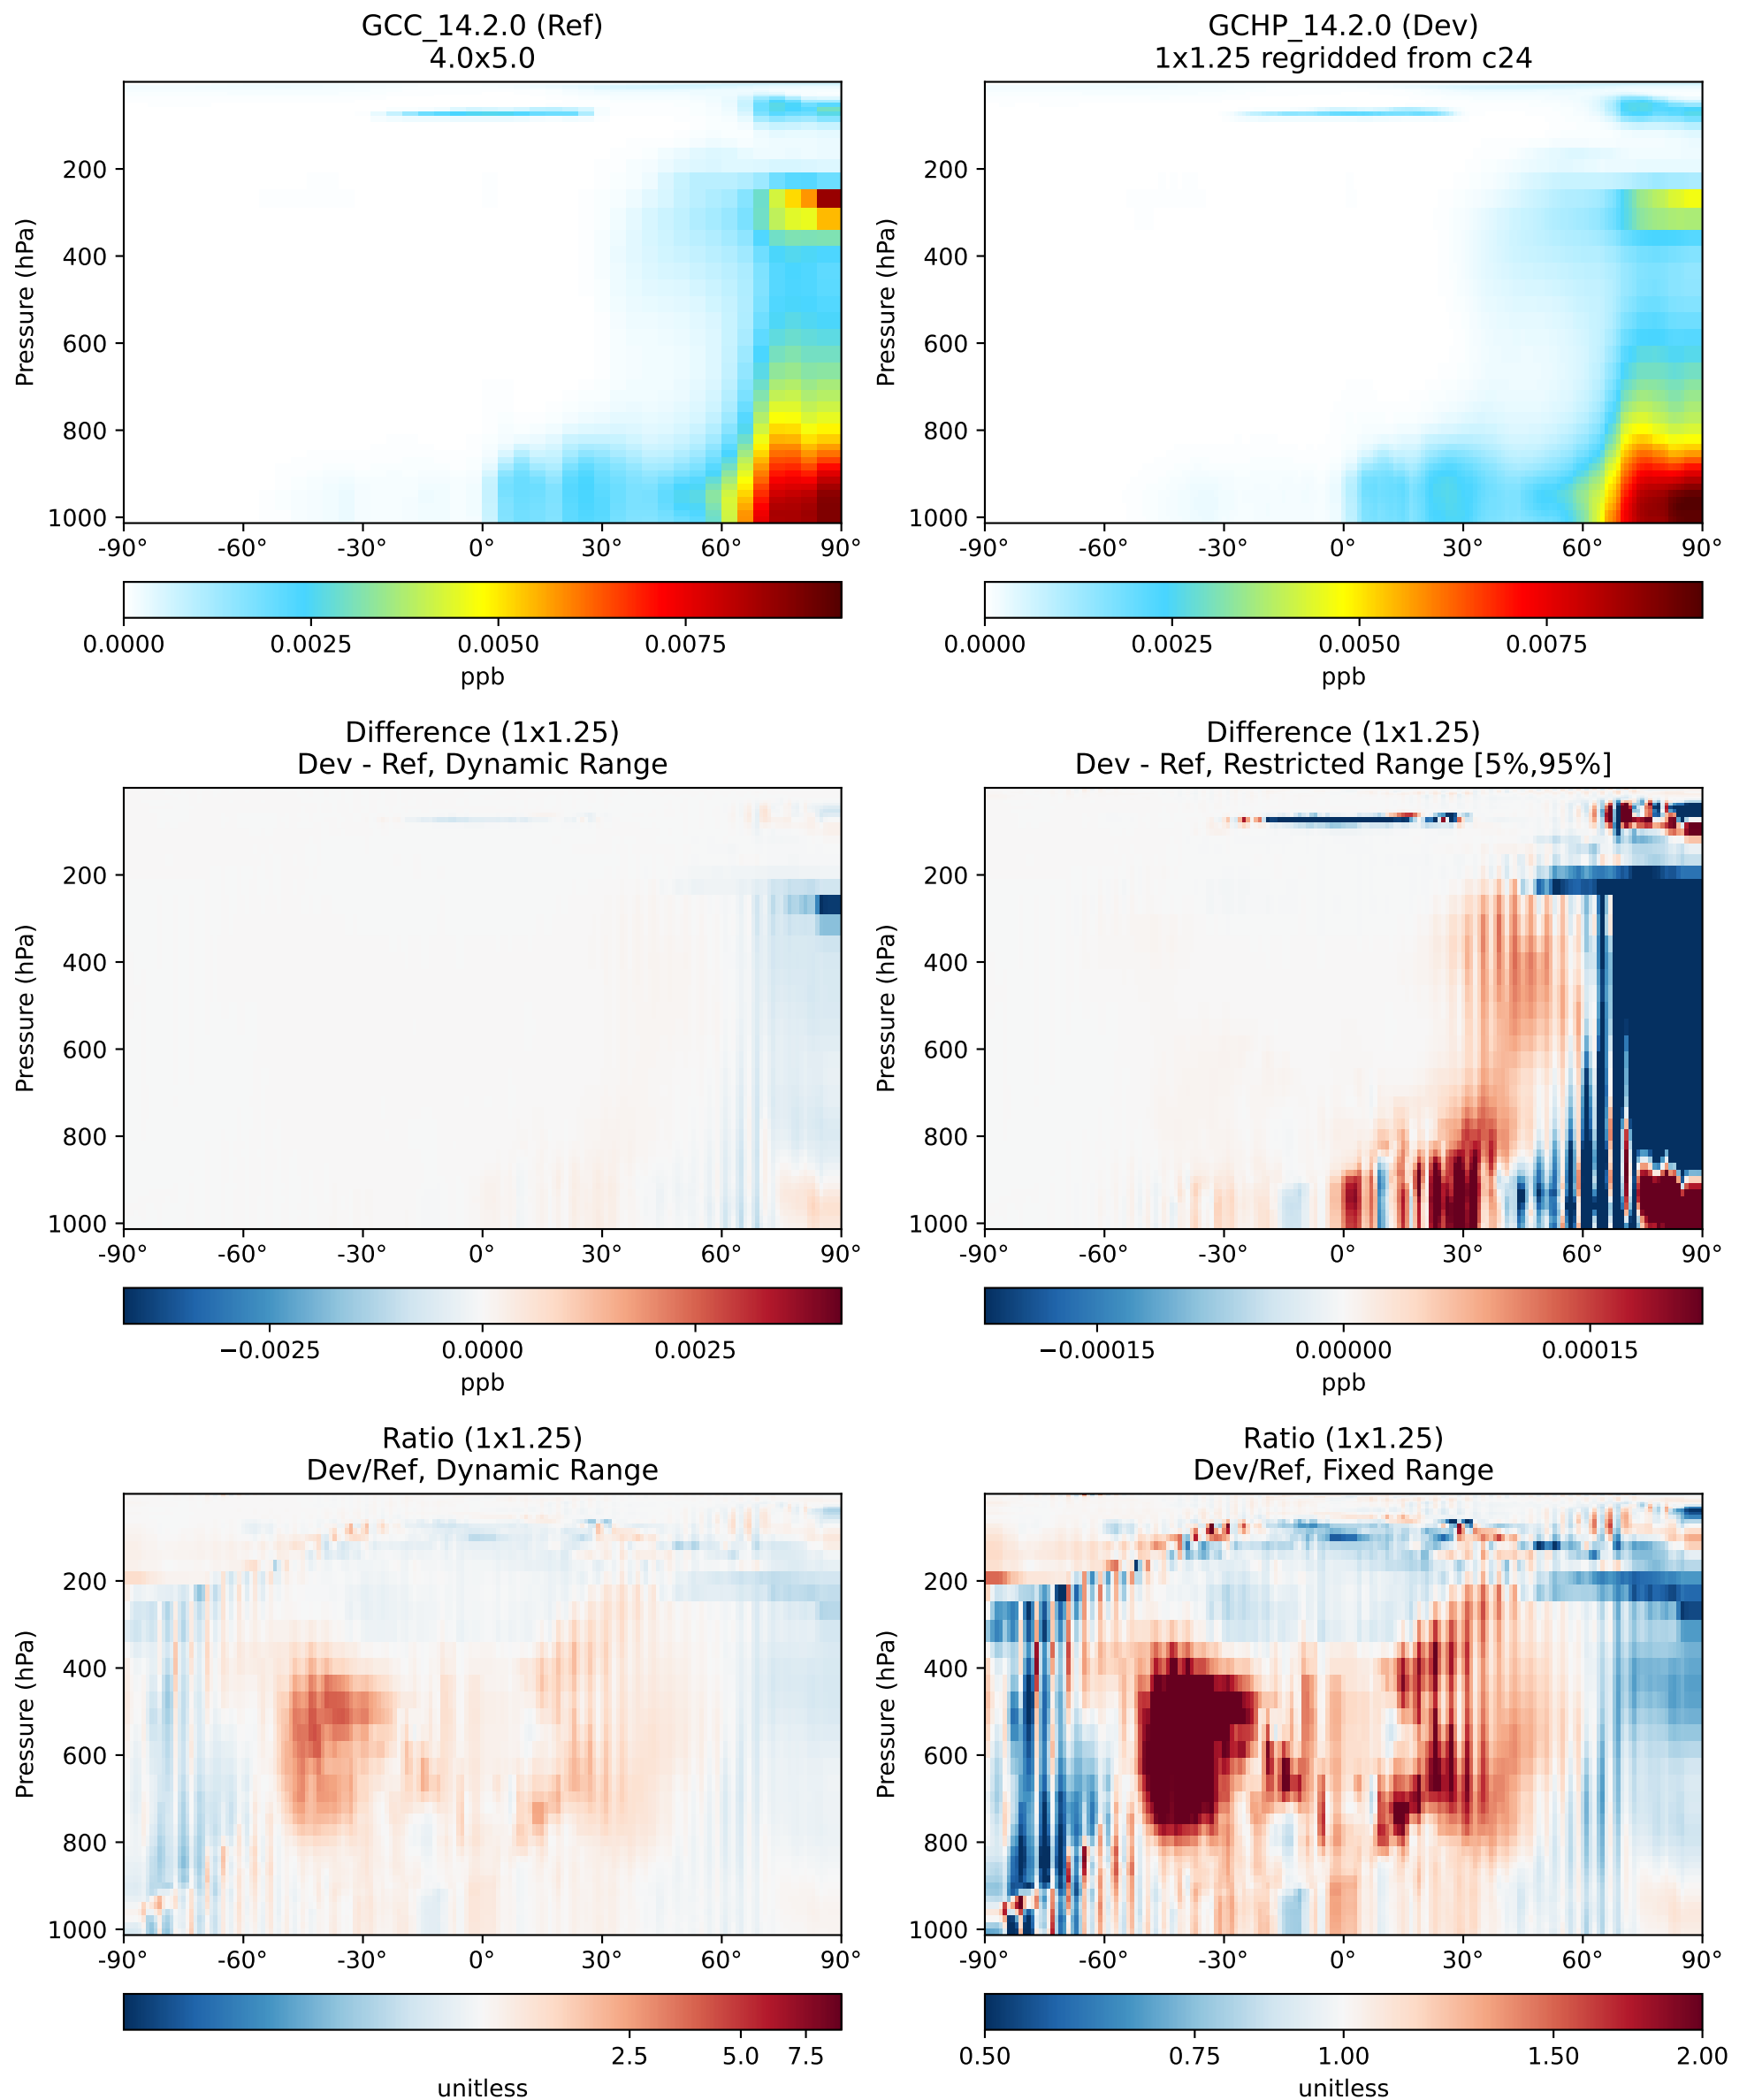 GCC_14.2.0 (Ref)
4.0x5.0
Pressure (hPa)
200
400
600
800
1000
-90° -60° -30° 0° 30° 60° 90°
0.0000 0.0025 0.0050 0.0075
ppb
GCHP_14.2.0 (Dev)
1x1.25 regridded from c24
Pressure (hPa)
200
400
600
800
1000
-90° -60° -30° 0° 30° 60° 90°
0.0000 0.0025 0.0050 0.0075
ppb
Difference (1x1.25)
Dev - Ref, Dynamic Range
Pressure (hPa)
200
400
600
800
1000
-90° -60° -30° 0° 30° 60° 90°
−0.0025 0.0000 0.0025
ppb
Difference (1x1.25)
Dev - Ref, Restricted Range [5%,95%]
Pressure (hPa)
200
400
600
800
1000
-90° -60° -30° 0° 30° 60° 90°
−0.00015 0.00000 0.00015
ppb
Ratio (1x1.25)
Dev/Ref, Dynamic Range
Pressure (hPa)
200
400
600
800
1000
-90° -60° -30° 0° 30° 60° 90°
2.5 5.0 7.5
unitless
Ratio (1x1.25)
Dev/Ref, Fixed Range
Pressure (hPa)
200
400
600
800
1000
-90° -60° -30° 0° 30° 60° 90°
0.50 0.75 1.00 1.50 2.00
unitless